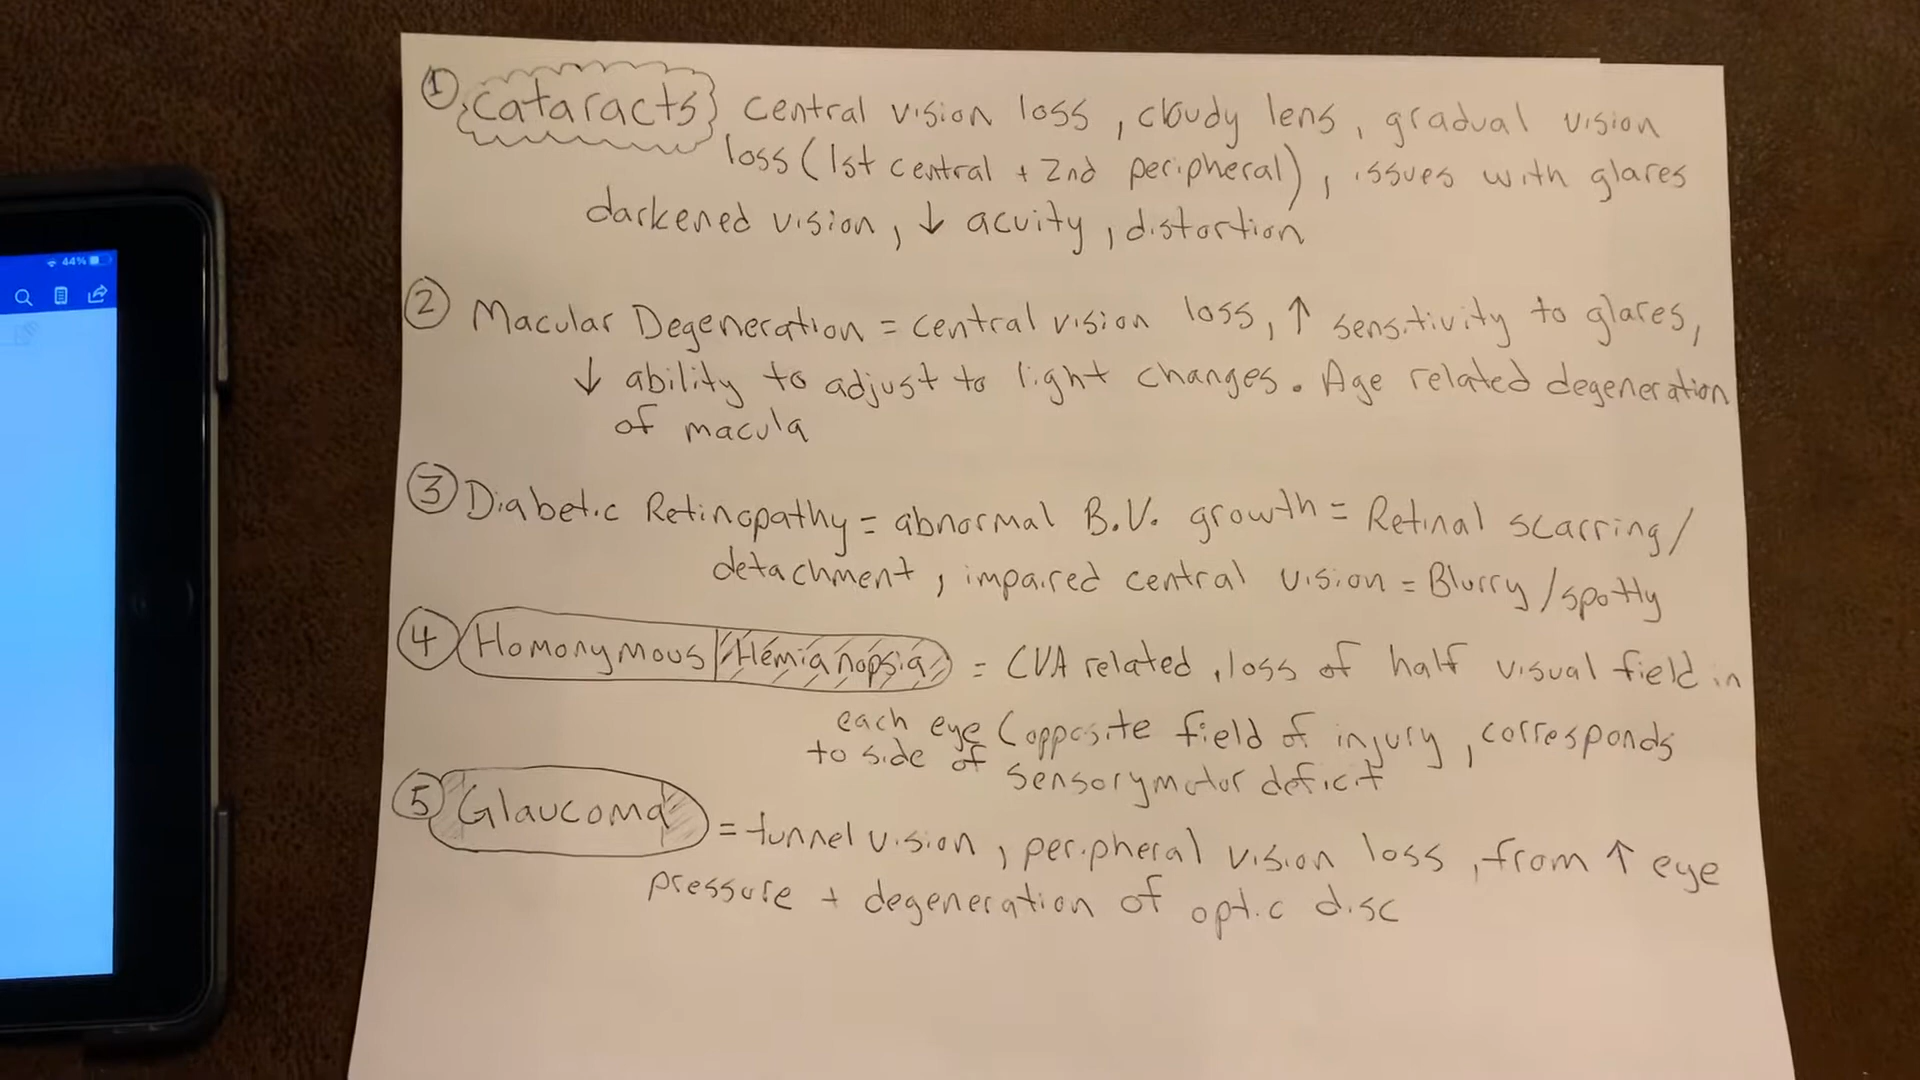 44%
① Cataracts central vision loss, cloudy lens, gradual vision
loss (1st central + 2nd peripheral), issues with glares
darkened vision, ↓ acuity, distortion
② Macular Degeneration = central vision loss, ↑ sensitivity to glares,
↓ ability to adjust to light changes. Age related degeneration
of macula
③ Diabetic Retinopathy = abnormal B.V. growth = Retinal scarring/
detachment, impaired central vision = Blurry/spotty
④ Homonymous Hemianopsia = CVA related, loss of half visual field in
each eye (opposite field of injury, corresponds
to side of sensorymotor deficit
⑤ Glaucoma = tunnel vision, peripheral vision loss, from ↑ eye
pressure + degeneration of optic disc